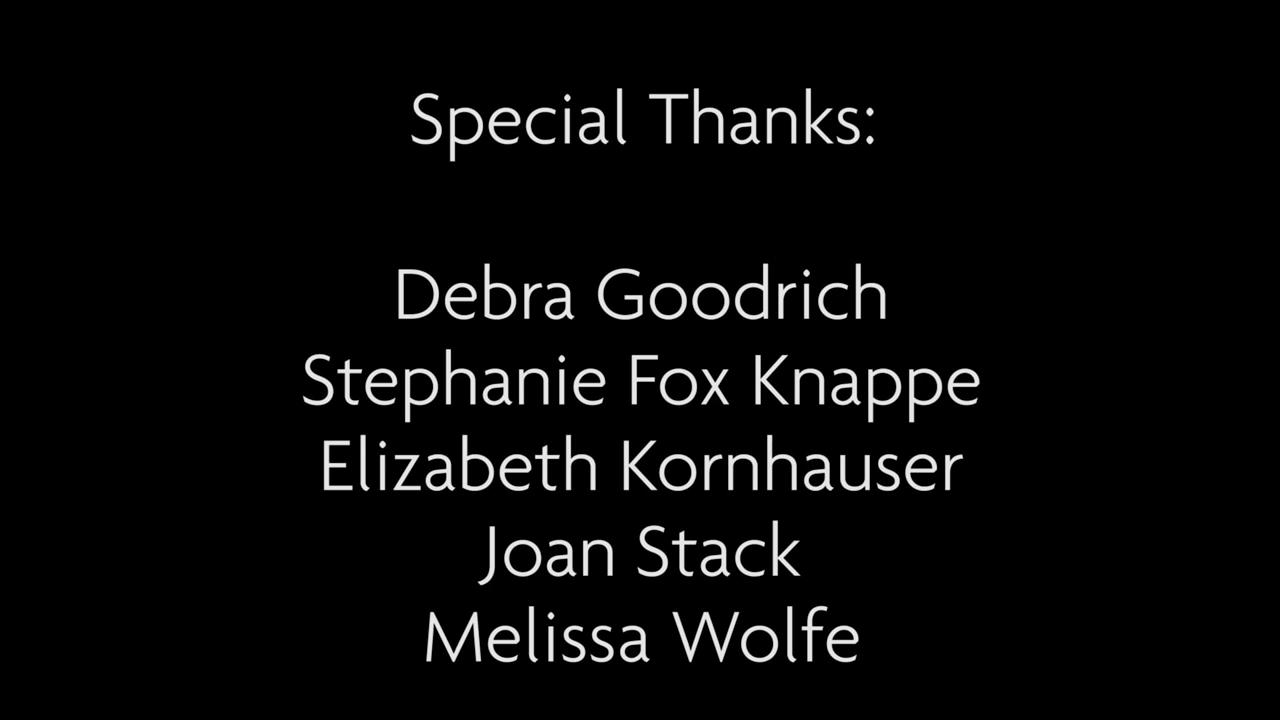 Special Thanks:
Debra Goodrich
Stephanie Fox Knappe
Elizabeth Kornhauser
Joan Stack
Melissa Wolfe